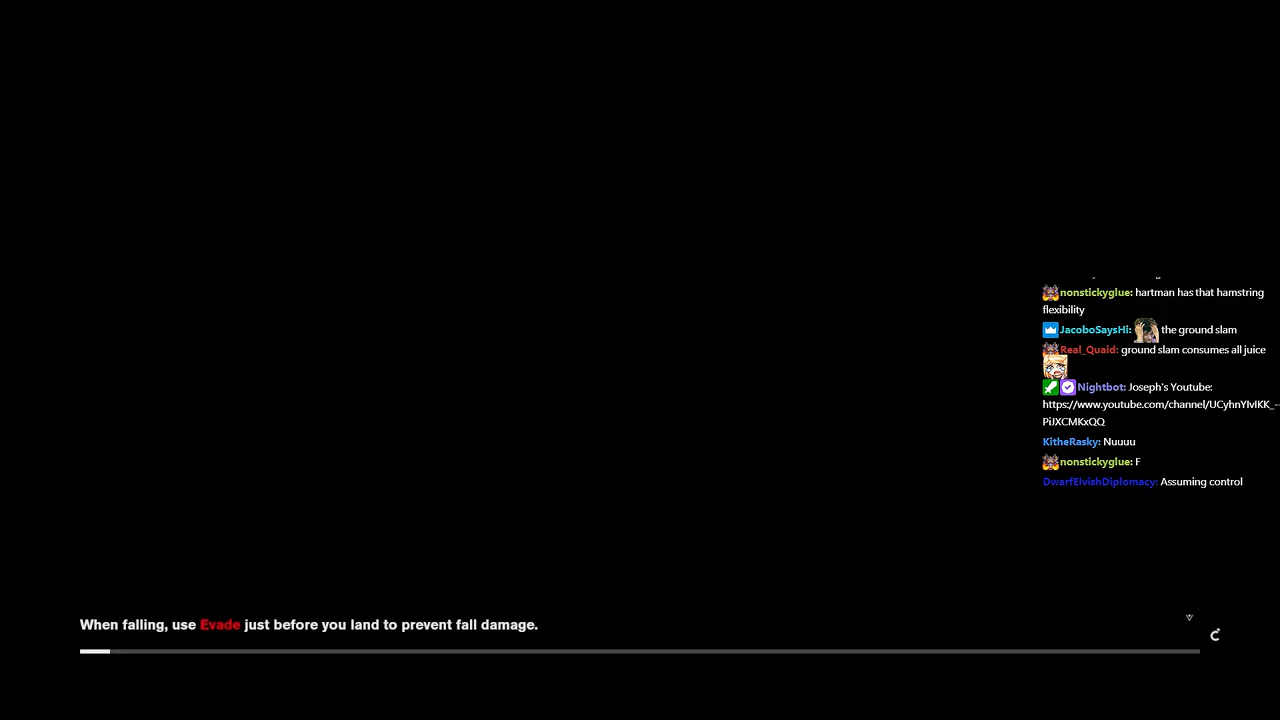 nonstickyglue: hartman has that hamstring
flexibility
JacoboSaysHi: the ground slam
Real_Quaid: ground slam consumes all juice
Nightbot: Joseph's Youtube:
https://www.youtube.com/channel/UCyhnYIvIKK_--
PiJXCMKxQQ
KitheRasky: Nuuuu
nonstickyglue: F
DwarfElvishDiplomacy: Assuming control
When falling, use Evade just before you land to prevent fall damage.